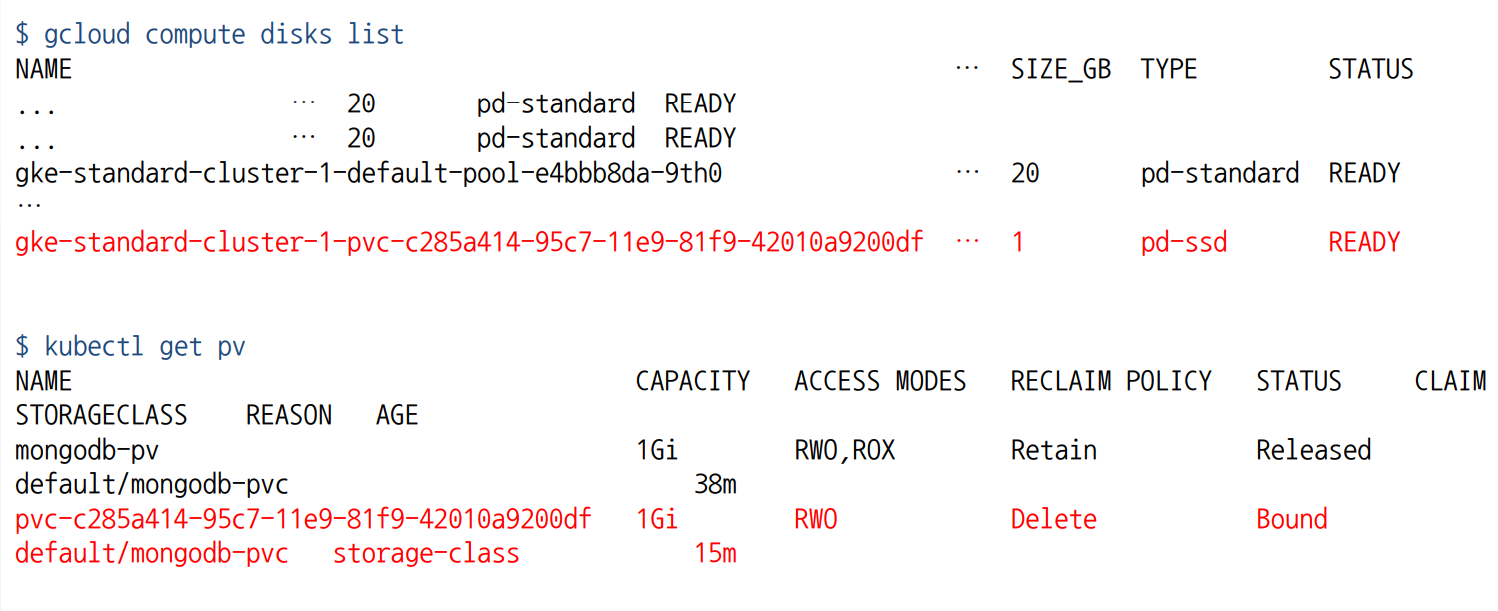 $ gcloud compute disks list
NAME … SIZE_GB TYPE STATUS
... … 20 pd-standard READY
... … 20 pd-standard READY
gke-standard-cluster-1-default-pool-e4bbb8da-9th0 … 20 pd-standard READY
…
gke-standard-cluster-1-pvc-c285a414-95c7-11e9-81f9-42010a9200df … 1 pd-ssd READY
$ kubectl get pv
NAME CAPACITY ACCESS MODES RECLAIM POLICY STATUS CLAIM
STORAGECLASS REASON AGE
mongodb-pv 1Gi RWO,ROX Retain Released
default/mongodb-pvc 38m
pvc-c285a414-95c7-11e9-81f9-42010a9200df 1Gi RWO Delete Bound
default/mongodb-pvc storage-class 15m